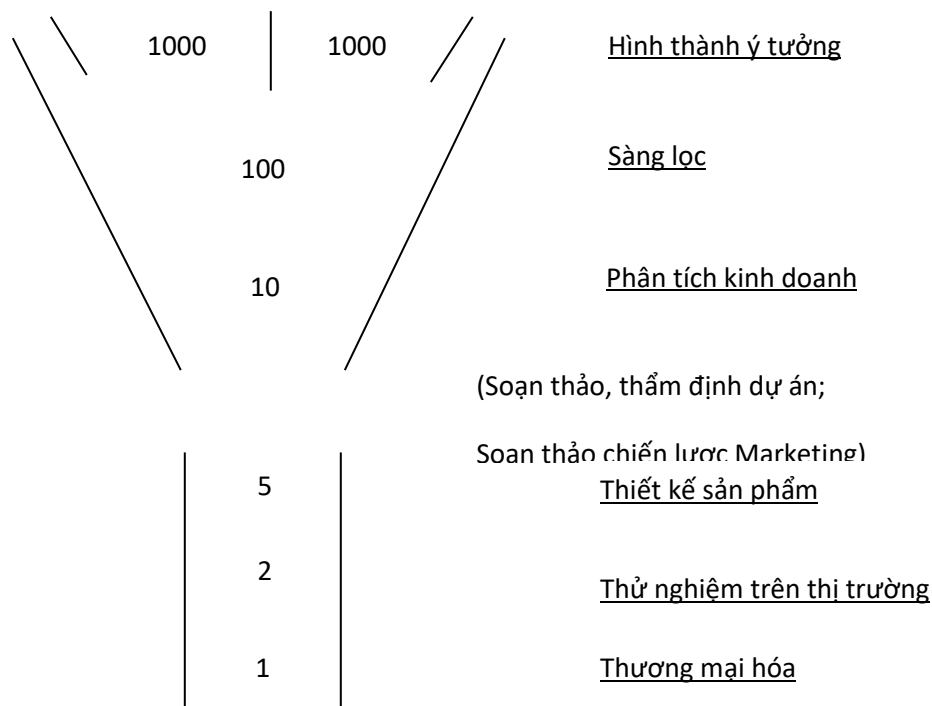 1000 1000 Hình thành ý tưởng
100 Sàng lọc
10 Phân tích kinh doanh
(Soạn thảo, thẩm định dự án;
Soạn thảo chiến lược Marketing)
5 Thiết kế sản phẩm
2 Thử nghiệm trên thị trường
1 Thương mại hóa